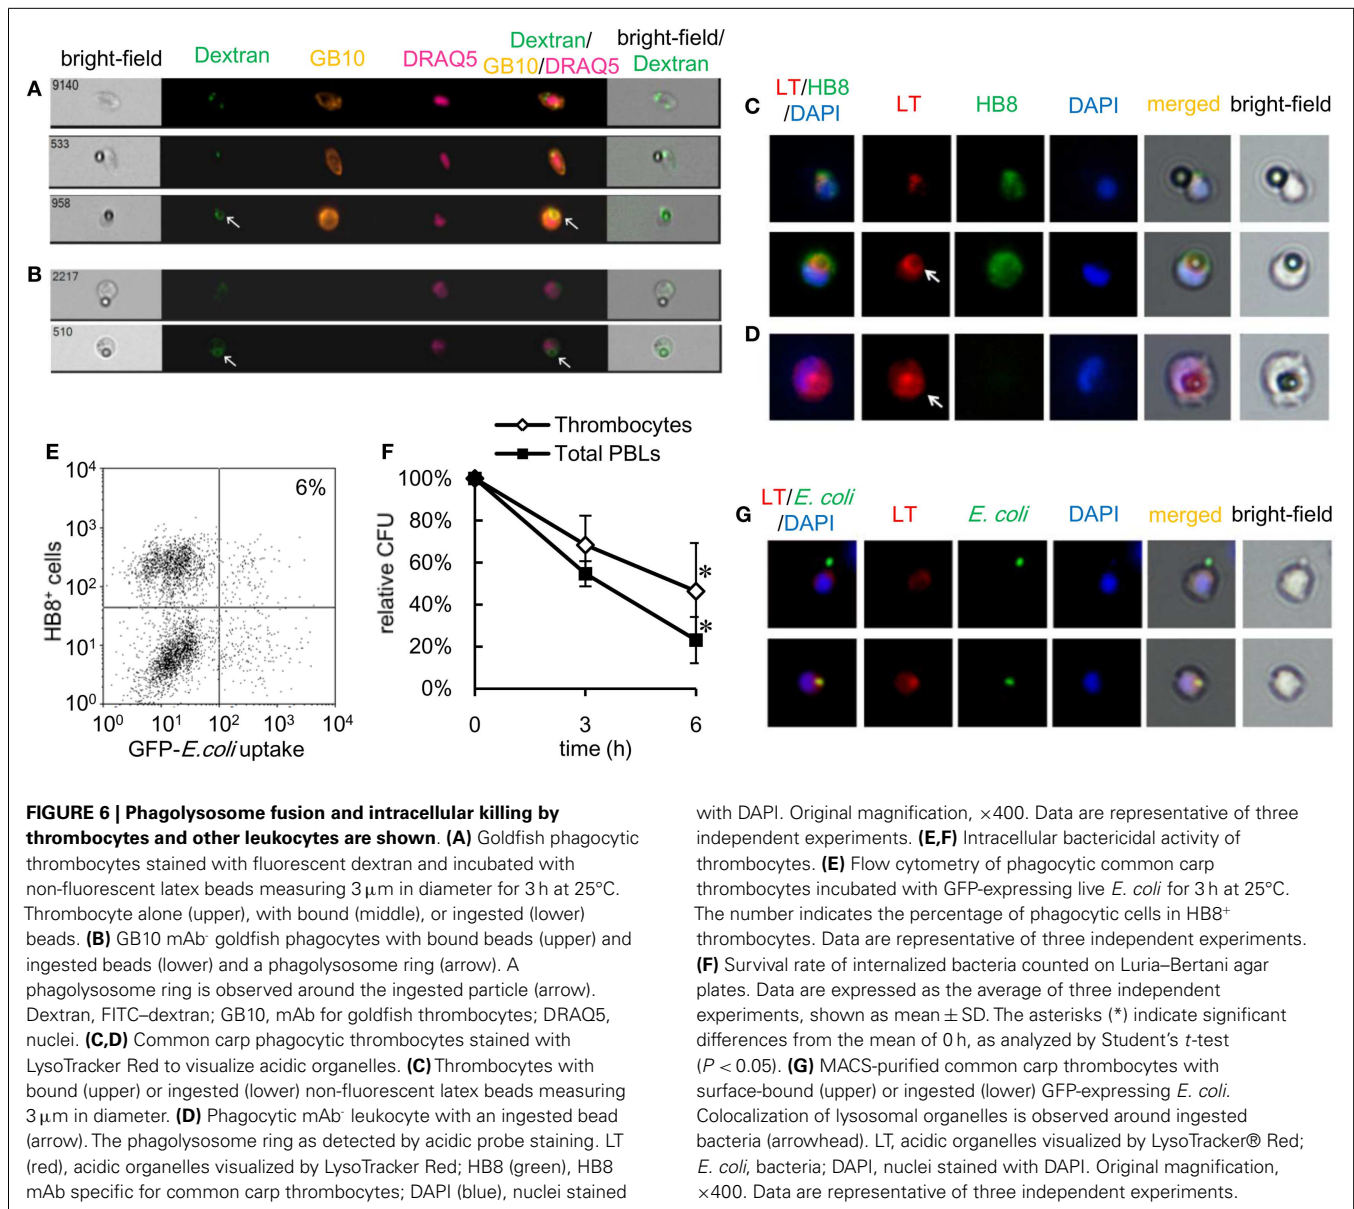 bright-field
Dextran
GB10
DRAQ5
Dextran/
GB10/DRAQ5
bright-field/
Dextran
A
9140
533
958
B
2217
510
C
LT/HB8
/DAPI
LT
HB8
DAPI
merged
bright-field
D
E
10⁴
10³
10²
10¹
10⁰
HB8⁺ cells
6%
10⁰ 10¹ 10² 10³ 10⁴
GFP-E.coli uptake
F
Thrombocytes
Total PBLs
100%
80%
60%
40%
20%
0%
relative CFU
*
*
0 3 6
time (h)
G
LT/E. coli
/DAPI
LT
E. coli
DAPI
merged
bright-field
FIGURE 6 | Phagolysosome fusion and intracellular killing by
thrombocytes and other leukocytes are shown. (A) Goldfish phagocytic
thrombocytes stained with fluorescent dextran and incubated with
non-fluorescent latex beads measuring 3 μm in diameter for 3 h at 25°C.
Thrombocyte alone (upper), with bound (middle), or ingested (lower)
beads. (B) GB10 mAb⁻ goldfish phagocytes with bound beads (upper) and
ingested beads (lower) and a phagolysosome ring (arrow). A
phagolysosome ring is observed around the ingested particle (arrow).
Dextran, FITC–dextran; GB10, mAb for goldfish thrombocytes; DRAQ5,
nuclei. (C,D) Common carp phagocytic thrombocytes stained with
LysoTracker Red to visualize acidic organelles. (C) Thrombocytes with
bound (upper) or ingested (lower) non-fluorescent latex beads measuring
3 μm in diameter. (D) Phagocytic mAb⁻ leukocyte with an ingested bead
(arrow). The phagolysosome ring as detected by acidic probe staining. LT
(red), acidic organelles visualized by LysoTracker Red; HB8 (green), HB8
mAb specific for common carp thrombocytes; DAPI (blue), nuclei stained
with DAPI. Original magnification, ×400. Data are representative of three
independent experiments. (E,F) Intracellular bactericidal activity of
thrombocytes. (E) Flow cytometry of phagocytic common carp
thrombocytes incubated with GFP-expressing live E. coli for 3 h at 25°C.
The number indicates the percentage of phagocytic cells in HB8⁺
thrombocytes. Data are representative of three independent experiments.
(F) Survival rate of internalized bacteria counted on Luria–Bertani agar
plates. Data are expressed as the average of three independent
experiments, shown as mean ± SD. The asterisks (*) indicate significant
differences from the mean of 0 h, as analyzed by Student's t-test
(P < 0.05). (G) MACS-purified common carp thrombocytes with
surface-bound (upper) or ingested (lower) GFP-expressing E. coli.
Colocalization of lysosomal organelles is observed around ingested
bacteria (arrowhead). LT, acidic organelles visualized by LysoTracker® Red;
E. coli, bacteria; DAPI, nuclei stained with DAPI. Original magnification,
×400. Data are representative of three independent experiments.